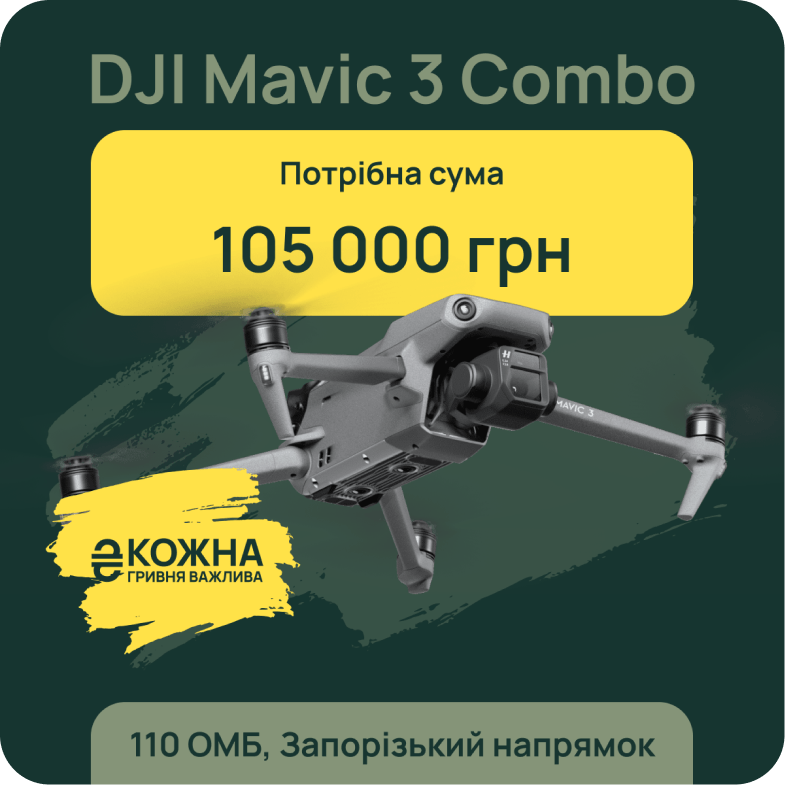 DJI Mavic 3 Combo
Потрібна сума
105 000 грн
MAVIC 3
₴ КОЖНА
ГРИВНЯ ВАЖЛИВА
110 ОМБ, Запорізький напрямок